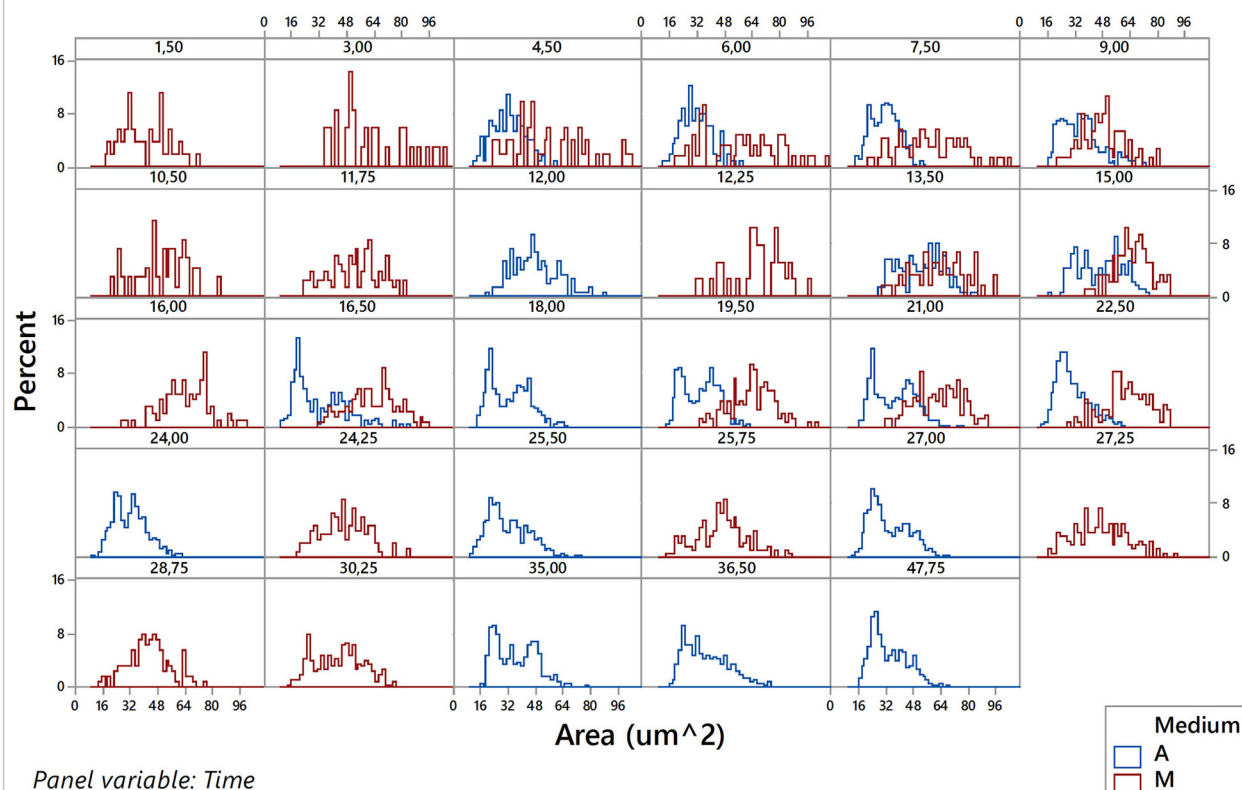 0 16 32 48 64 80 96 0 16 32 48 64 80 96 0 16 32 48 64 80 96
1,50 3,00 4,50 6,00 7,50 9,00
16
8
0
10,50 11,75 12,00 12,25 13,50 15,00
16
8
0
16,00 16,50 18,00 19,50 21,00 22,50
16
8
0
24,00 24,25 25,50 25,75 27,00 27,25
16
8
0
28,75 30,25 35,00 36,50 47,75
16
8
0
0 16 32 48 64 80 96 0 16 32 48 64 80 96 0 16 32 48 64 80 96
Percent
Area (um^2)
Panel variable: Time
Medium
A
M